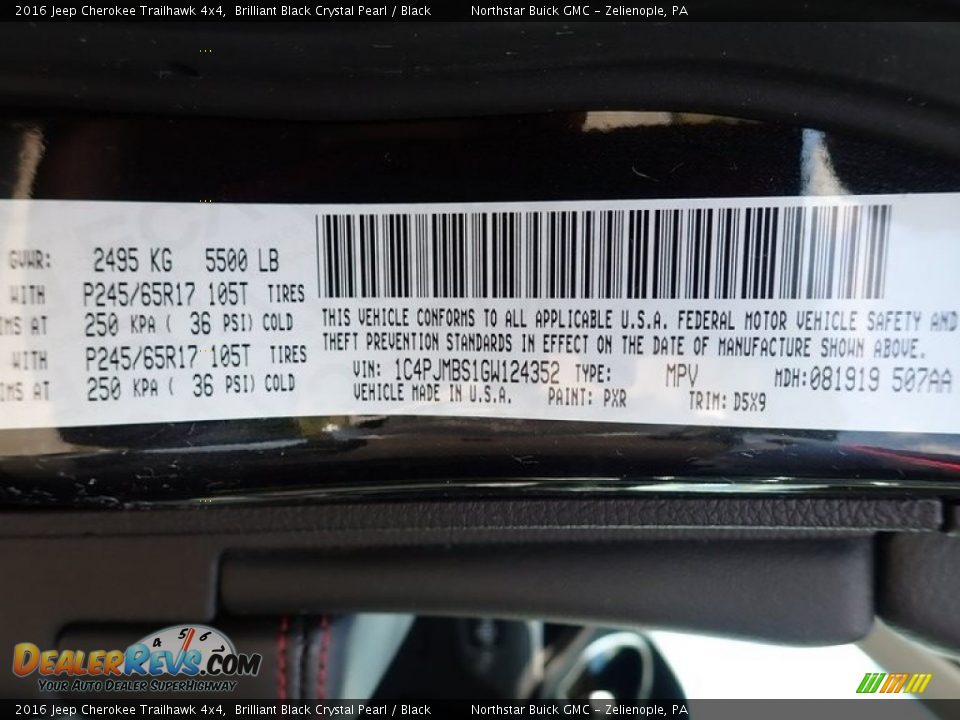 2016 Jeep Cherokee Trailhawk 4x4, Brilliant Black Crystal Pearl / Black Northstar Buick GMC - Zelienople, PA
GVWR: 2495 KG 5500 LB
WITH P245/65R17 105T TIRES
IMS AT 250 KPA ( 36 PSI) COLD
WITH P245/65R17 105T TIRES
IMS AT 250 KPA ( 36 PSI) COLD
THIS VEHICLE CONFORMS TO ALL APPLICABLE U.S.A. FEDERAL MOTOR VEHICLE SAFETY AND
THEFT PREVENTION STANDARDS IN EFFECT ON THE DATE OF MANUFACTURE SHOWN ABOVE.
VIN: 1C4PJMBS1GW124352 TYPE: MPV MDH:081919 507AA
VEHICLE MADE IN U.S.A. PAINT: PXR TRIM: D5X9
4 5 6
DEALERREVS.COM
YOUR AUTO DEALER SUPERHIGHWAY
2016 Jeep Cherokee Trailhawk 4x4, Brilliant Black Crystal Pearl / Black Northstar Buick GMC - Zelienople, PA